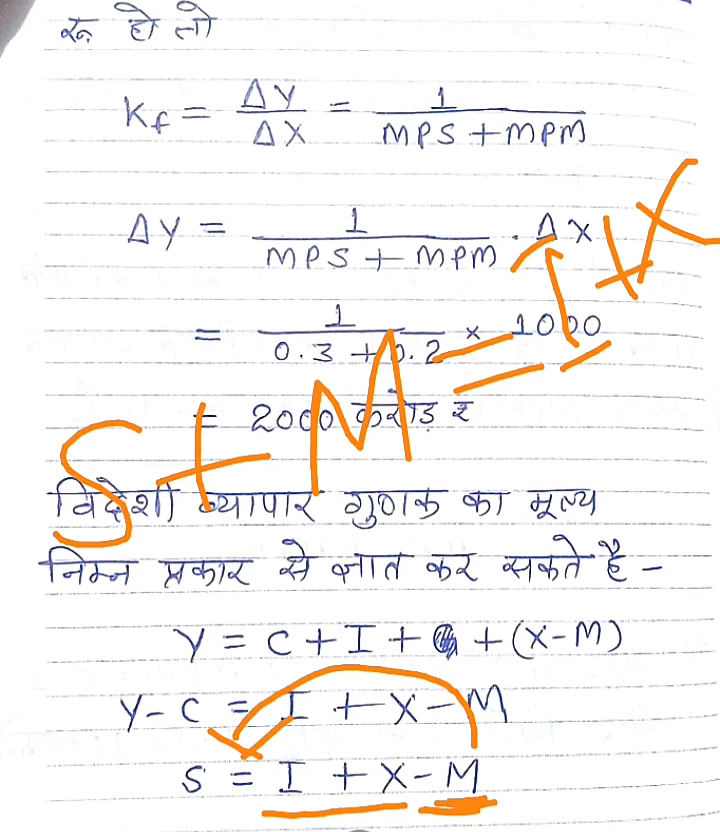 रू हो तो
Kf = ΔY/ΔX = 1/(MPS + MPM)
ΔY = 1/(MPS + MPM) . ΔX
= 1/(0.3 + 0.2) × 1000
= 2000 करोड़ रु
S + M = I + X
विदेशी व्यापार गुणक का मूल्य
निम्न प्रकार से ज्ञात कर सकते है -
Y = C + I + G + (X - M)
Y - C = I + X - M
S = I + X - M